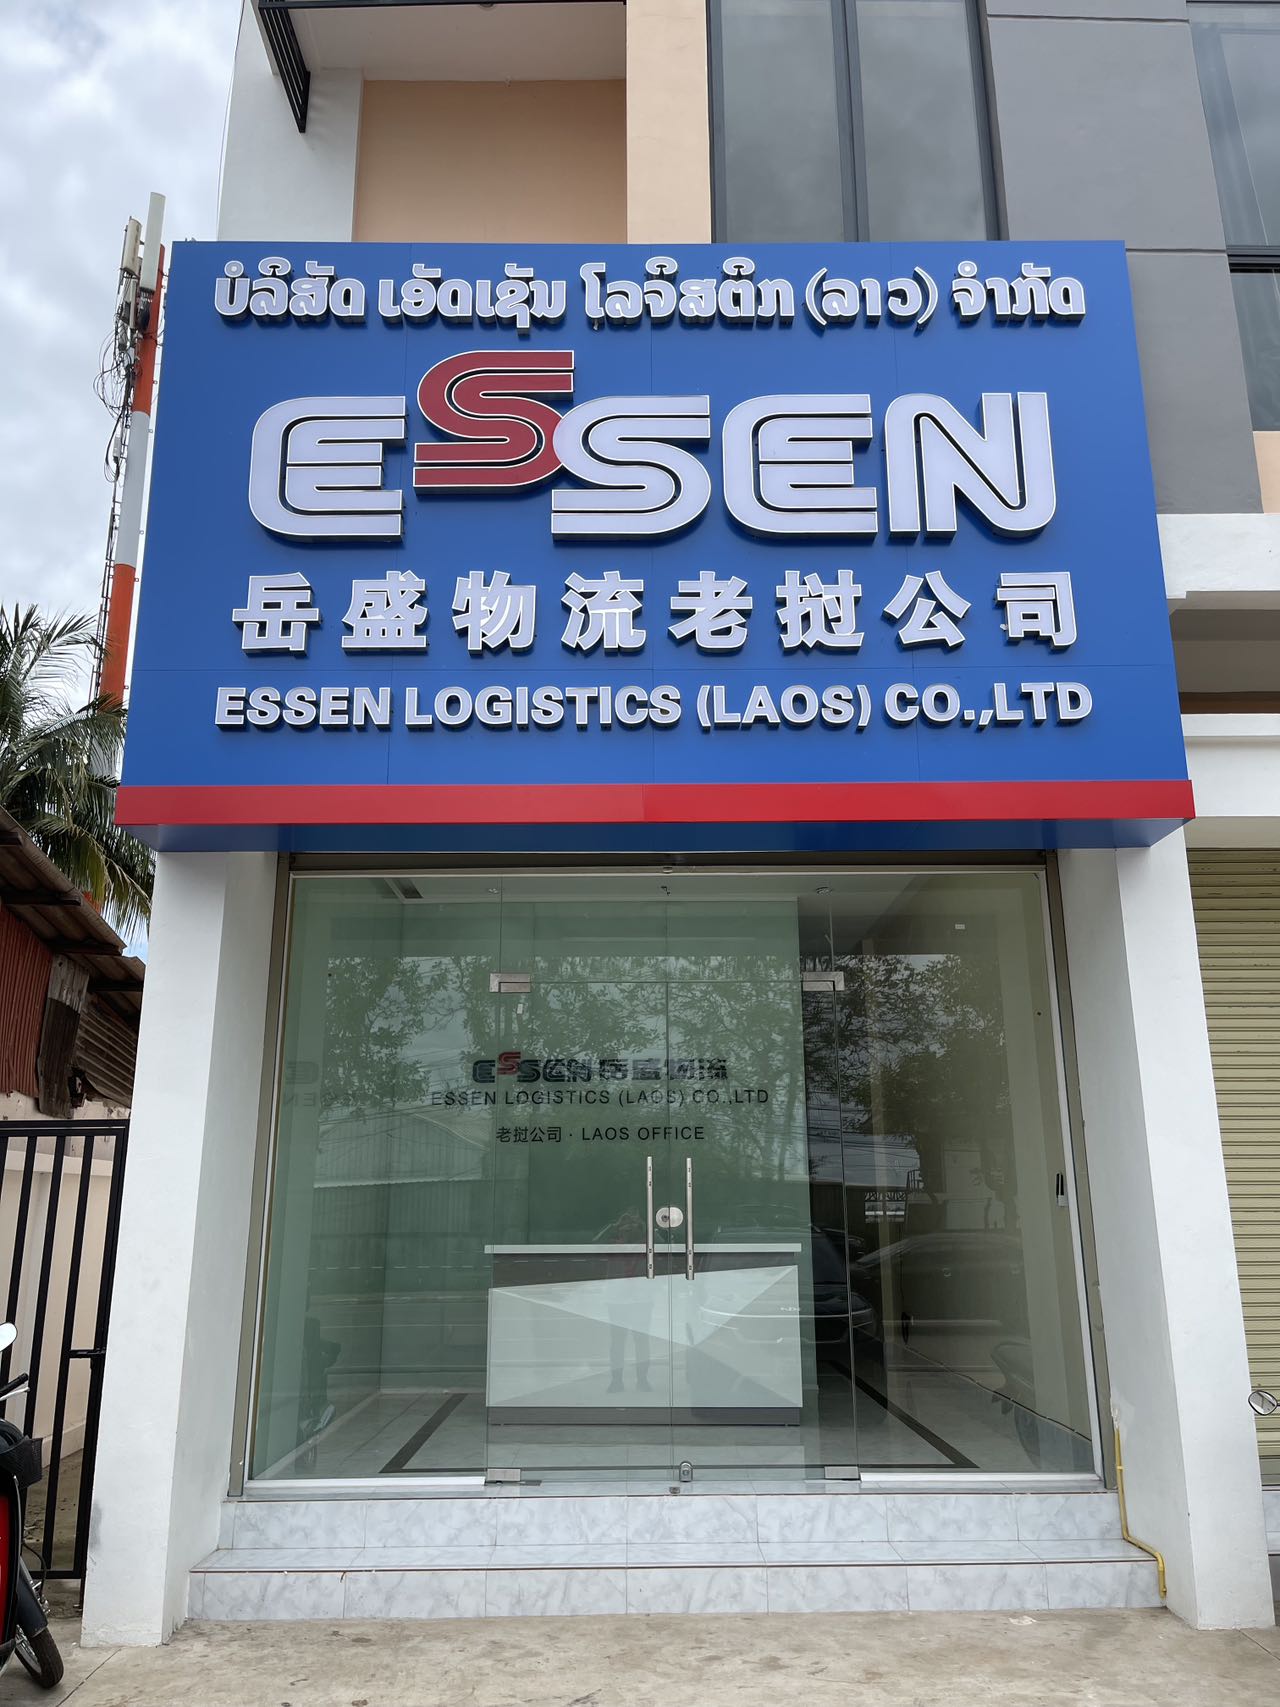 ບໍລິສັດ ເອັດເຊັນ ໂລຈິສຕິກ (ລາວ) ຈຳກັດ
ESSEN
岳盛物流老挝公司
ESSEN LOGISTICS (LAOS) CO.,LTD
ESSEN 岳盛物流
ESSEN LOGISTICS (LAOS) CO.,LTD
老挝公司 · LAOS OFFICE